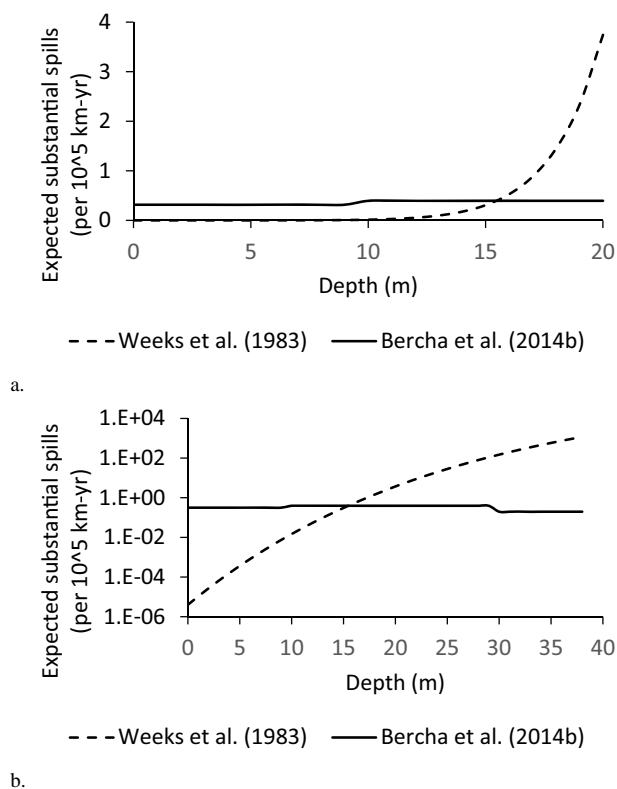 4
3
2
1
0
Expected substantial spills
(per 10^5 km-yr)
0 5 10 15 20
Depth (m)
Weeks et al. (1983) Bercha et al. (2014b)
a.
1.E+04
1.E+02
1.E+00
1.E-02
1.E-04
1.E-06
Expected substantial spills
(per 10^5 km-yr)
0 5 10 15 20 25 30 35 40
Depth (m)
Weeks et al. (1983) Bercha et al. (2014b)
b.